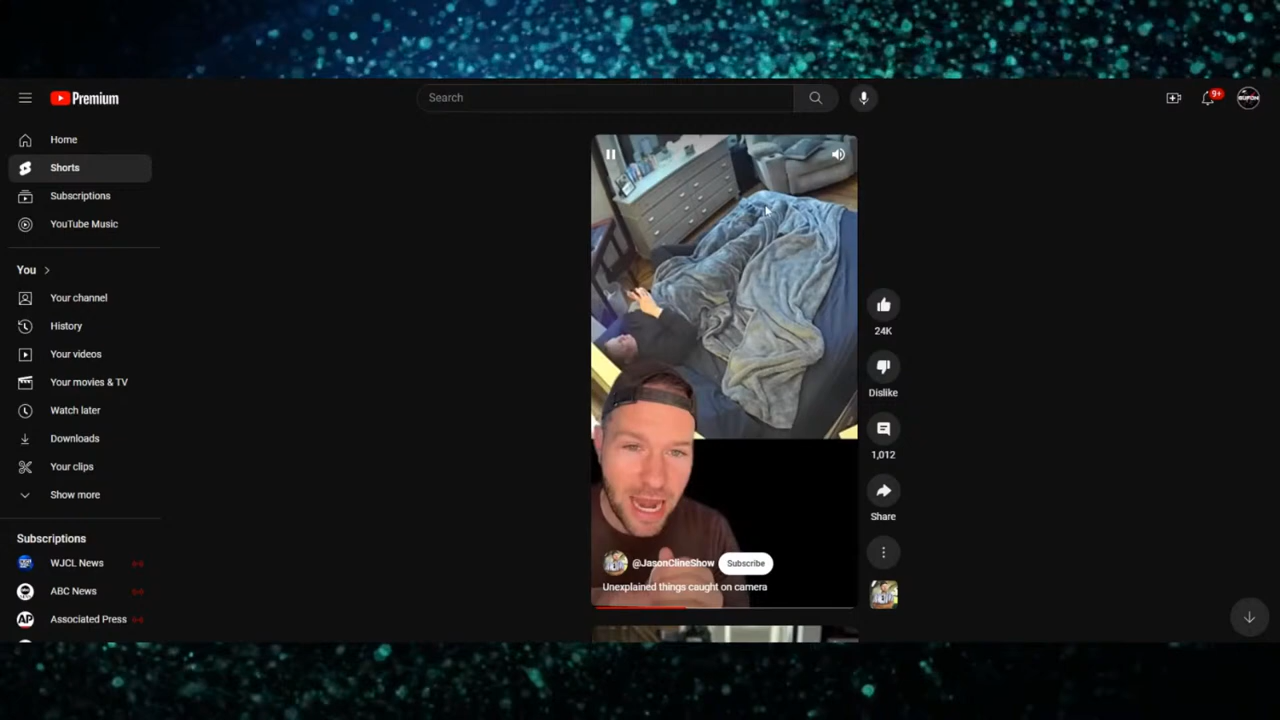 Premium
Search
9+
Home
Shorts
Subscriptions
YouTube Music
You
Your channel
History
Your videos
Your movies & TV
Watch later
Downloads
Your clips
Show more
Subscriptions
WJCL News
ABC News
AP
Associated Press
24K
Dislike
1,012
Share
@JasonClineShow
Subscribe
Unexplained things caught on camera